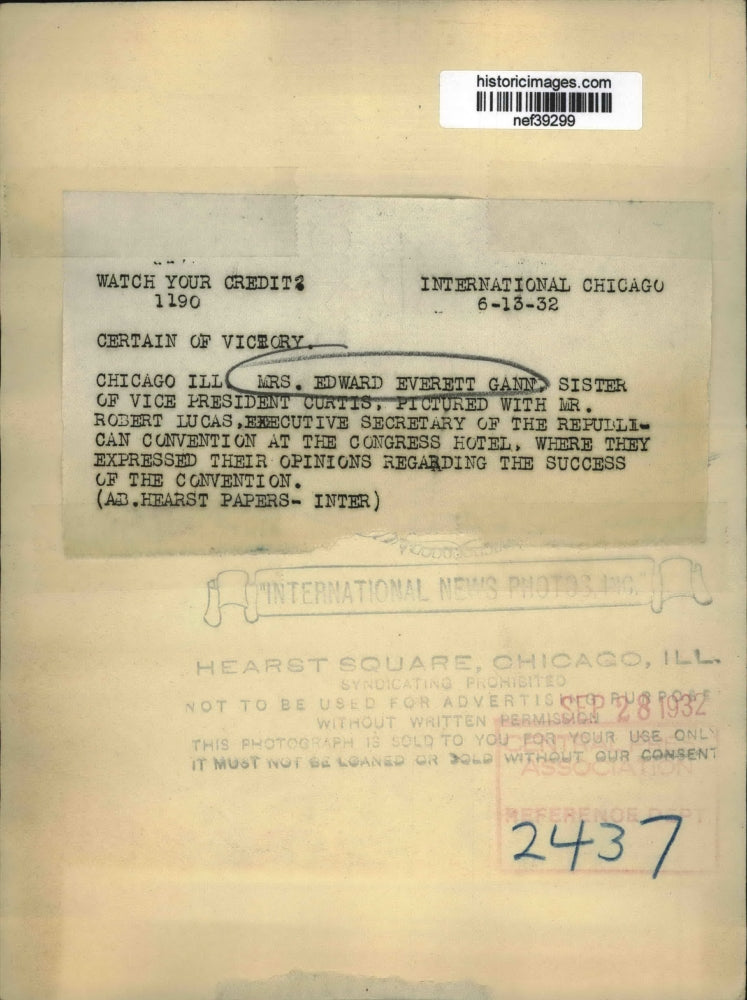 historicimages.com
nef39299
WATCH YOUR CREDIT? INTERNATIONAL CHICAGO
1190 6-13-32
CERTAIN OF VICTORY.
CHICAGO ILL MRS. EDWARD EVERETT GANN, SISTER
OF VICE PRESIDENT CURTIS, PICTURED WITH MR.
ROBERT LUCAS, EXECUTIVE SECRETARY OF THE REPUBLI-
CAN CONVENTION AT THE CONGRESS HOTEL, WHERE THEY
EXPRESSED THEIR OPINIONS REGARDING THE SUCCESS
OF THE CONVENTION.
(AB.HEARST PAPERS- INTER)
"INTERNATIONAL NEWS PHOTOS, INC."
HEARST SQUARE, CHICAGO, ILL.
SYNDICATING PROHIBITED
NOT TO BE USED FOR ADVERTISING PURPOSE
WITHOUT WRITTEN PERMISSION
SEP 28 1932
THIS PHOTOGRAPH IS SOLD TO YOU FOR YOUR USE ONLY
IT MUST NOT BE LOANED OR SOLD WITHOUT OUR CONSENT
ASSOCIATION
REFERENCE DEPT
2437